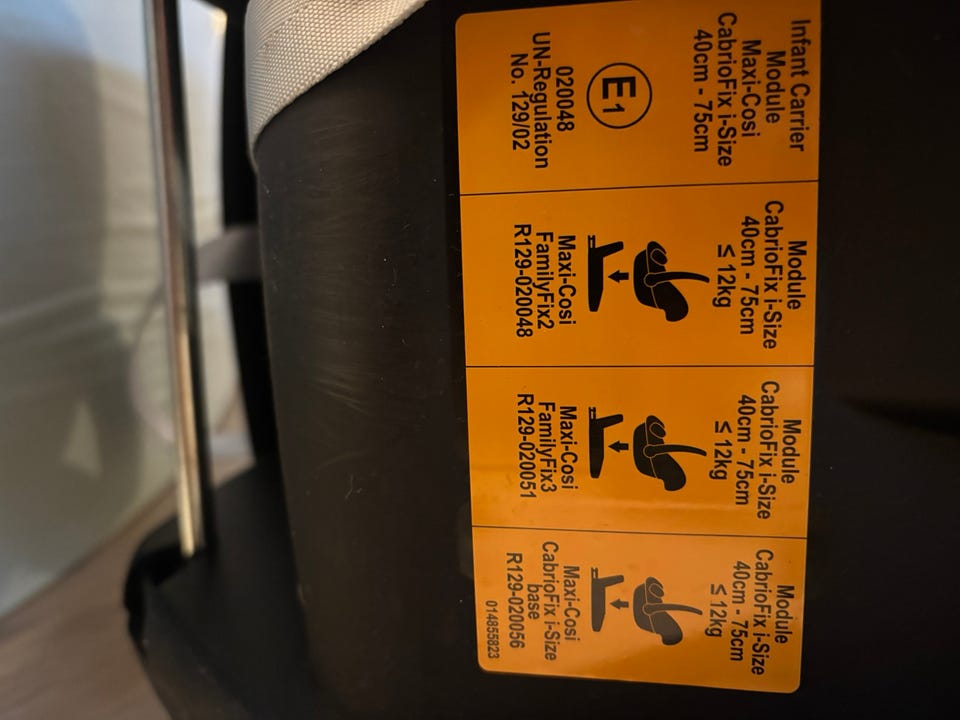 Infant Carrier
Module
Maxi-Cosi
CabrioFix i-Size
40cm - 75cm
E1
020048
UN-Regulation
No. 129/02
Module
CabrioFix i-Size
40cm - 75cm
≤ 12kg
Maxi-Cosi
FamilyFix2
R129-020048
Module
CabrioFix i-Size
40cm - 75cm
≤ 12kg
Maxi-Cosi
FamilyFix3
R129-020051
Module
CabrioFix i-Size
40cm - 75cm
≤ 12kg
Maxi-Cosi
CabrioFix i-Size
base
R129-020056
014855823